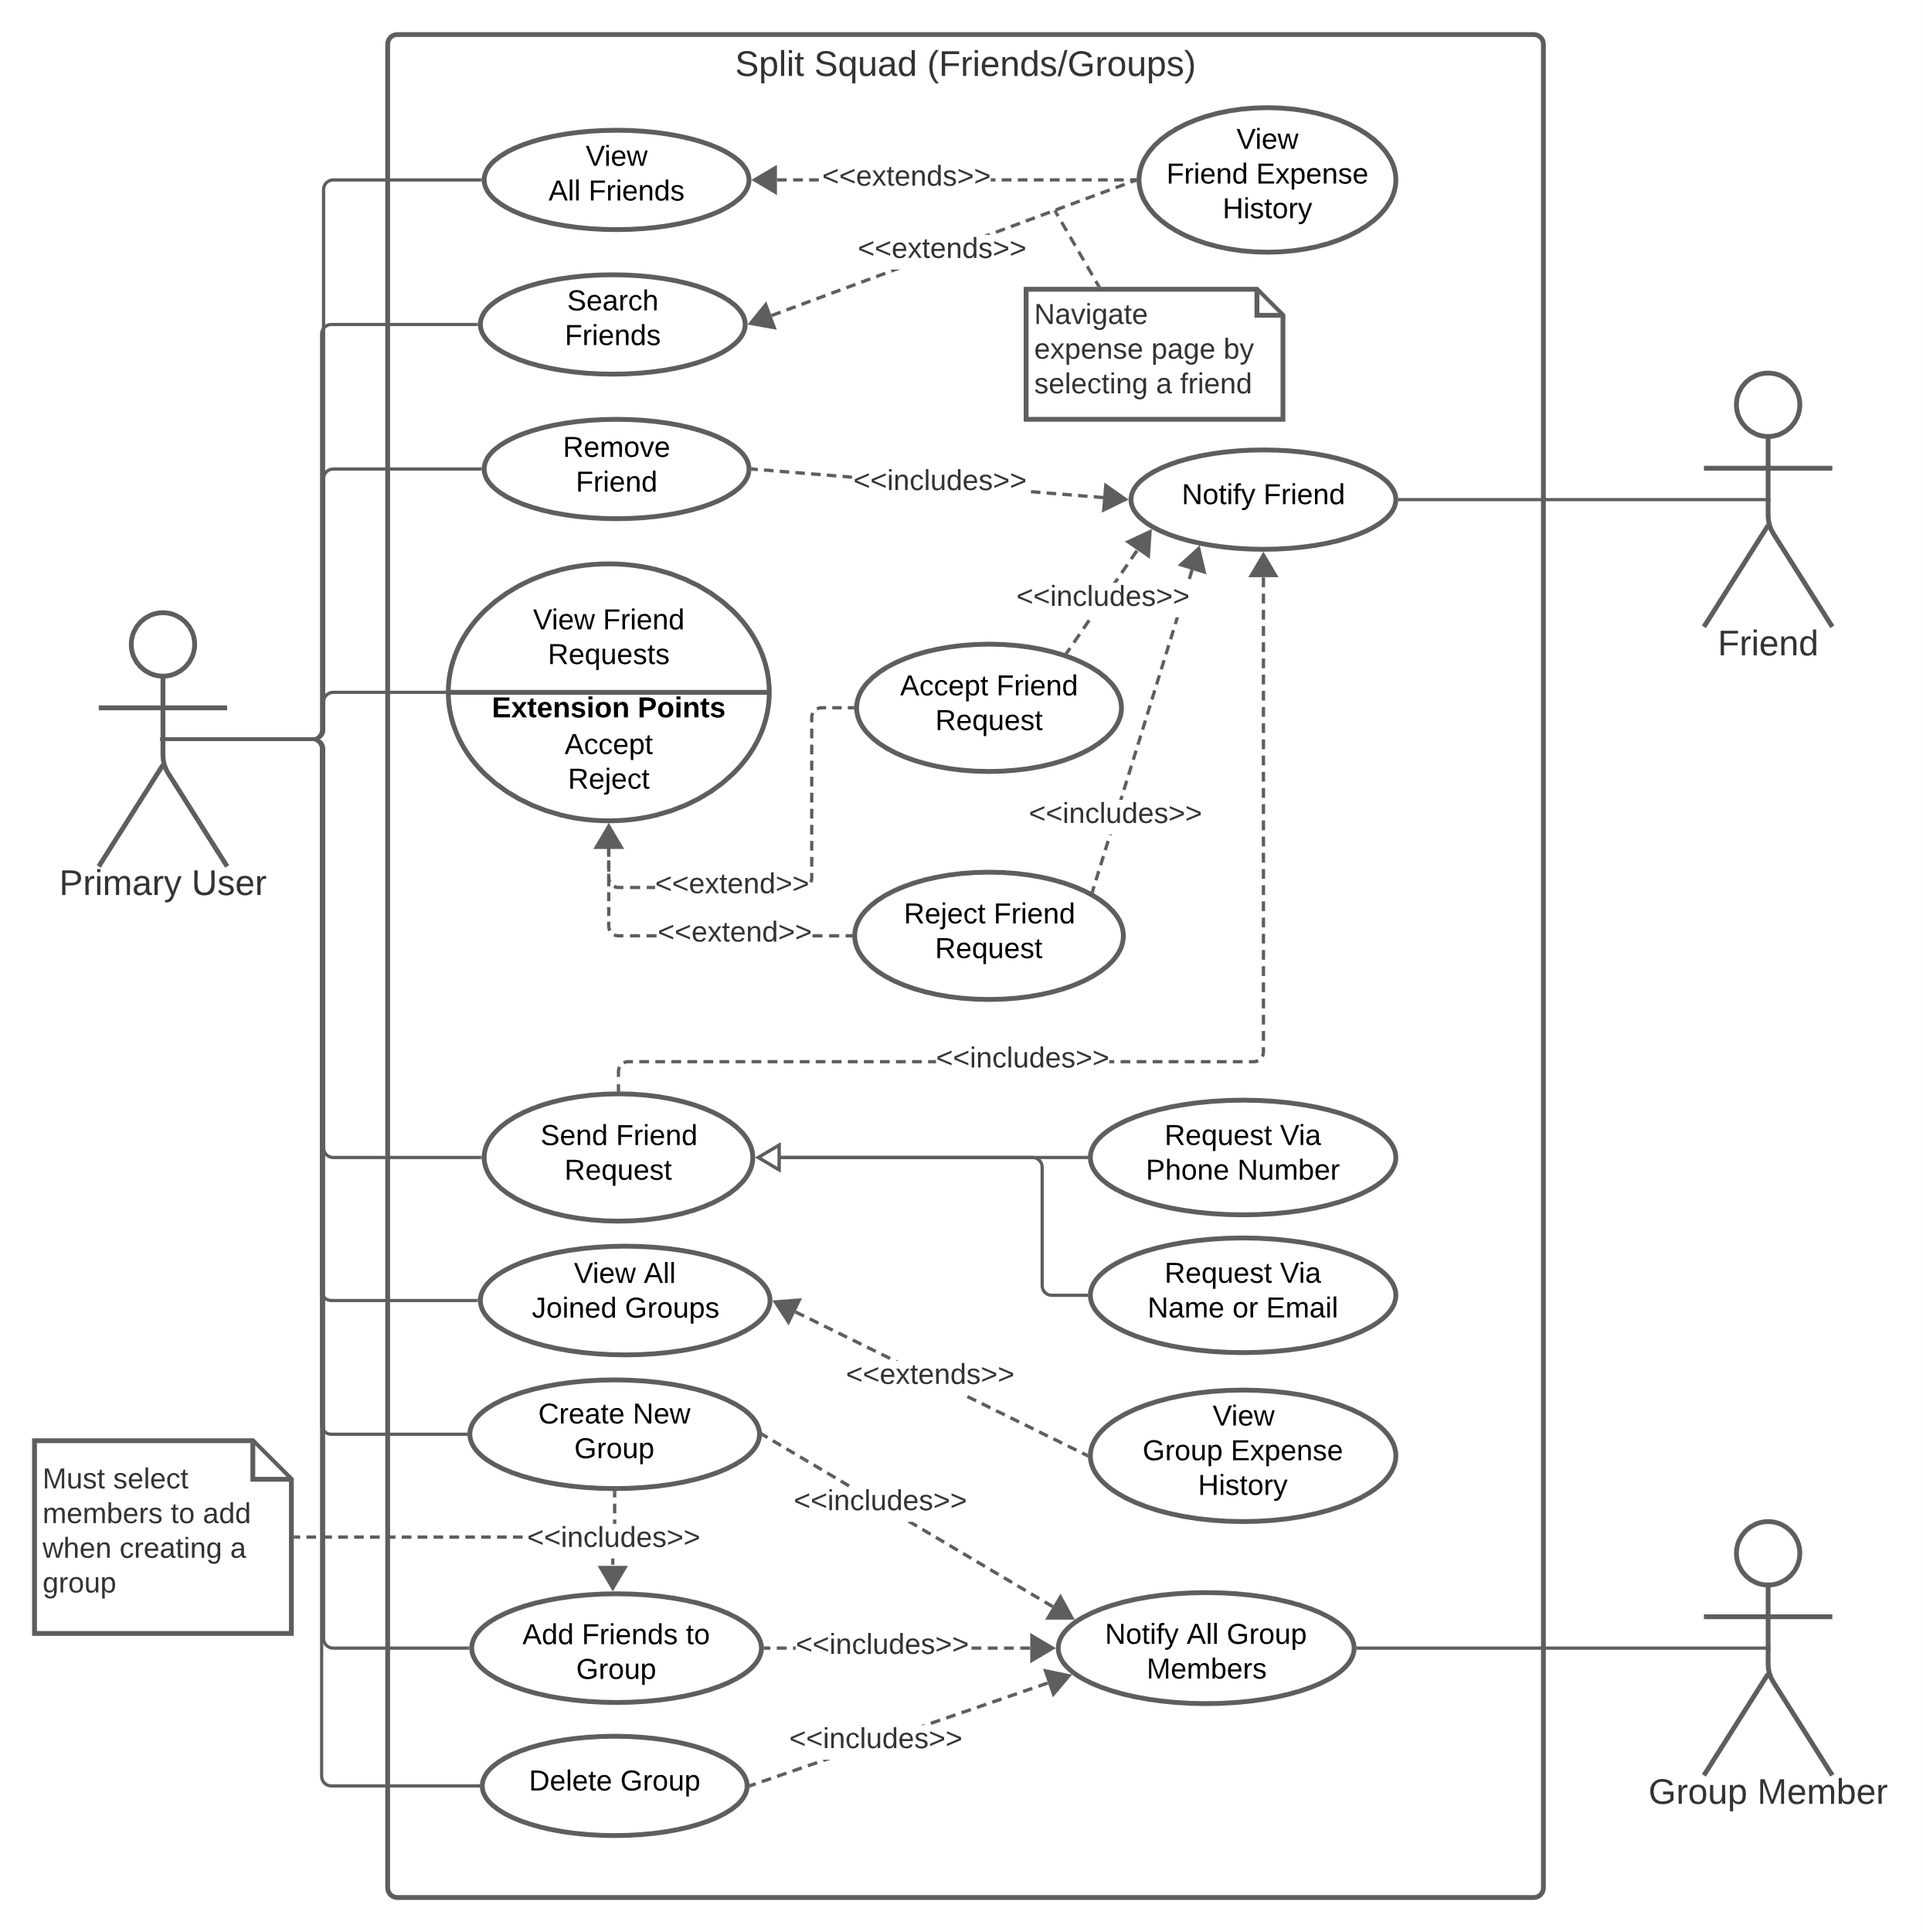 Split Squad (Friends/Groups)
View
All Friends
<<extends>>
View
Friend Expense
History
<<extends>>
Search
Friends
Navigate
expense page by
selecting a friend
Remove
Friend
<<includes>>
Notify Friend
Friend
View Friend
Requests
Extension Points
Accept
Reject
<<includes>>
Accept Friend
Request
<<includes>>
Primary User
<<extend>>
<<extend>>
Reject Friend
Request
<<includes>>
Send Friend
Request
Request Via
Phone Number
Request Via
Name or Email
View All
Joined Groups
<<extends>>
View
Group Expense
History
Create New
Group
<<includes>>
Must select
members to add
when creating a
group
<<includes>>
Add Friends to
Group
<<includes>>
Notify All Group
Members
<<includes>>
Delete Group
Group Member